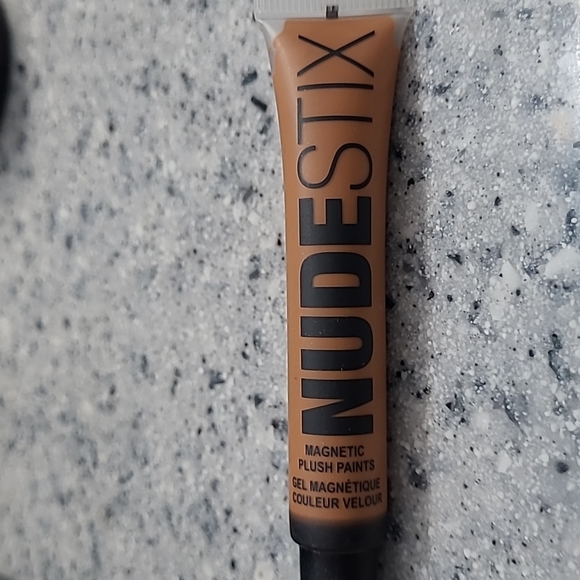 NUDESTIX
MAGNETIC
PLUSH PAINTS
GEL MAGNÉTIQUE
COULEUR VELOUR